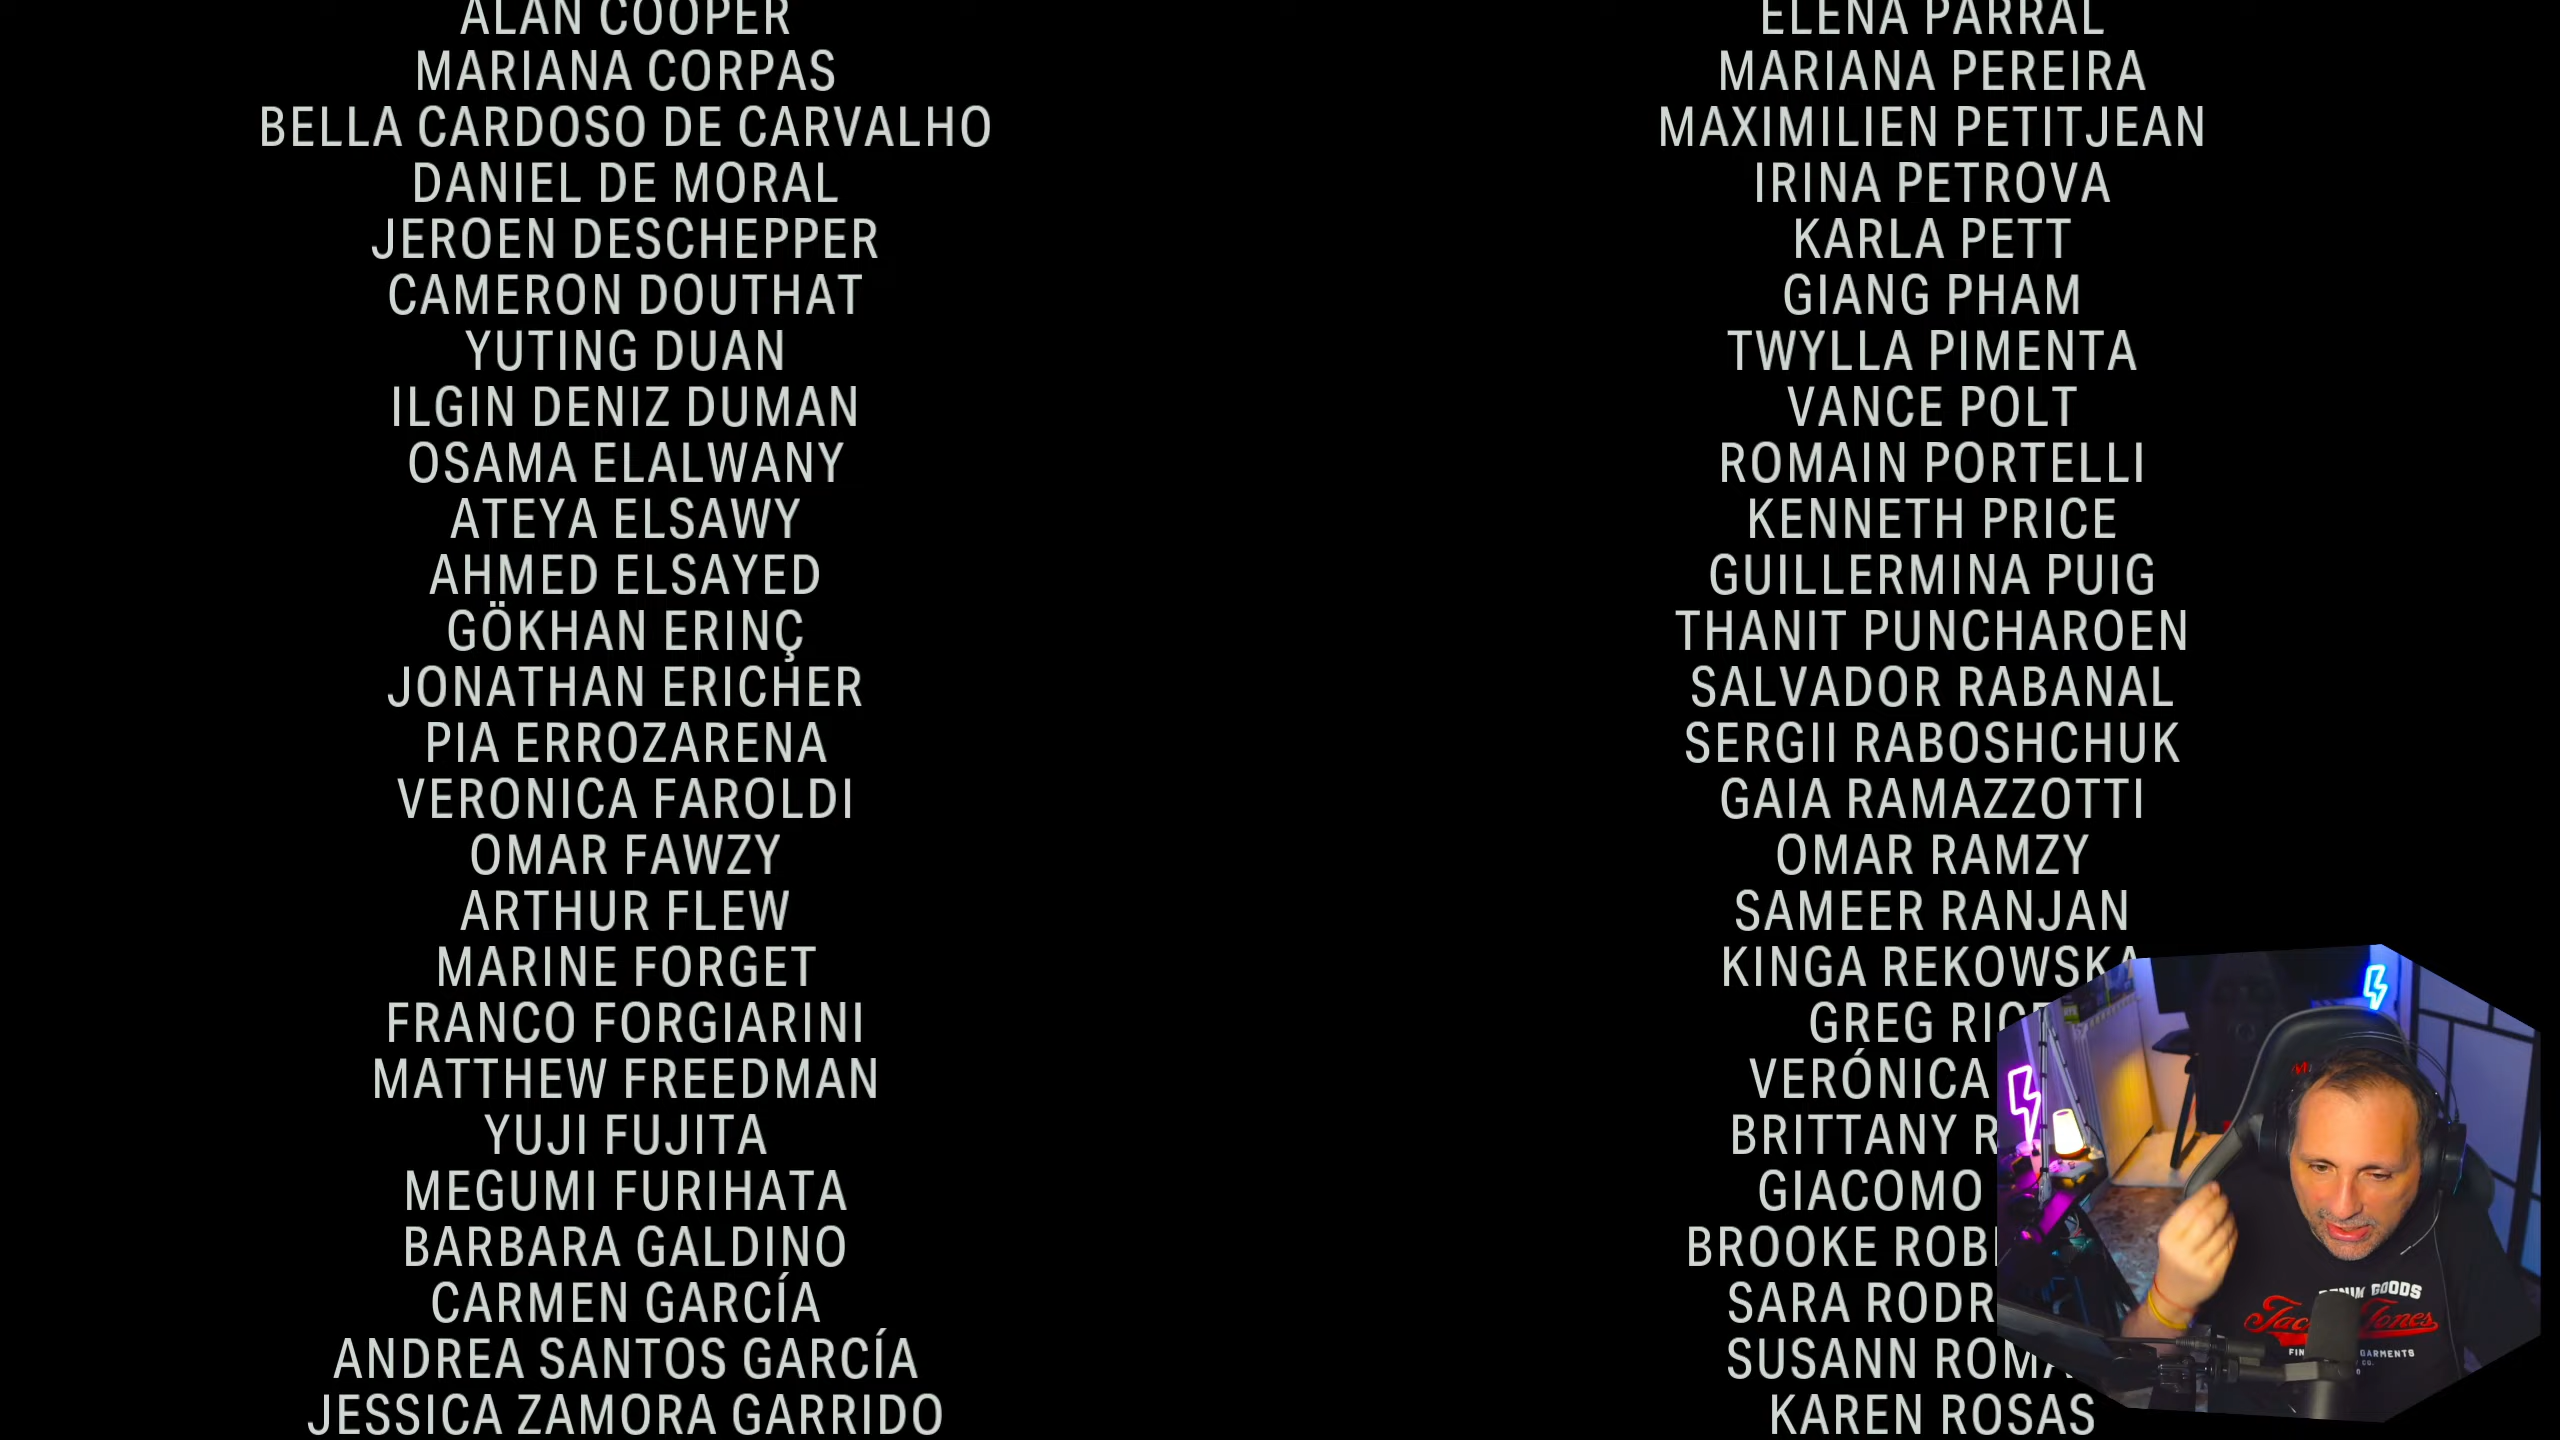 ALAN COOPER
MARIANA CORPAS
BELLA CARDOSO DE CARVALHO
DANIEL DE MORAL
JEROEN DESCHEPPER
CAMERON DOUTHAT
YUTING DUAN
ILGIN DENIZ DUMAN
OSAMA ELALWANY
ATEYA ELSAWY
AHMED ELSAYED
GÖKHAN ERINÇ
JONATHAN ERICHER
PIA ERROZARENA
VERONICA FAROLDI
OMAR FAWZY
ARTHUR FLEW
MARINE FORGET
FRANCO FORGIARINI
MATTHEW FREEDMAN
YUJI FUJITA
MEGUMI FURIHATA
BARBARA GALDINO
CARMEN GARCÍA
ANDREA SANTOS GARCÍA
JESSICA ZAMORA GARRIDO
ELENA PARRAL
MARIANA PEREIRA
MAXIMILIEN PETITJEAN
IRINA PETROVA
KARLA PETT
GIANG PHAM
TWYLLA PIMENTA
VANCE POLT
ROMAIN PORTELLI
KENNETH PRICE
GUILLERMINA PUIG
THANIT PUNCHAROEN
SALVADOR RABANAL
SERGII RABOSHCHUK
GAIA RAMAZZOTTI
OMAR RAMZY
SAMEER RANJAN
KINGA REKOWSKA
GREG
VERÓNICA
BRITTANY
GIACOMO
BROOKE
SARA
SUSANN
KAREN ROSAS
GOODS
GARMENTS